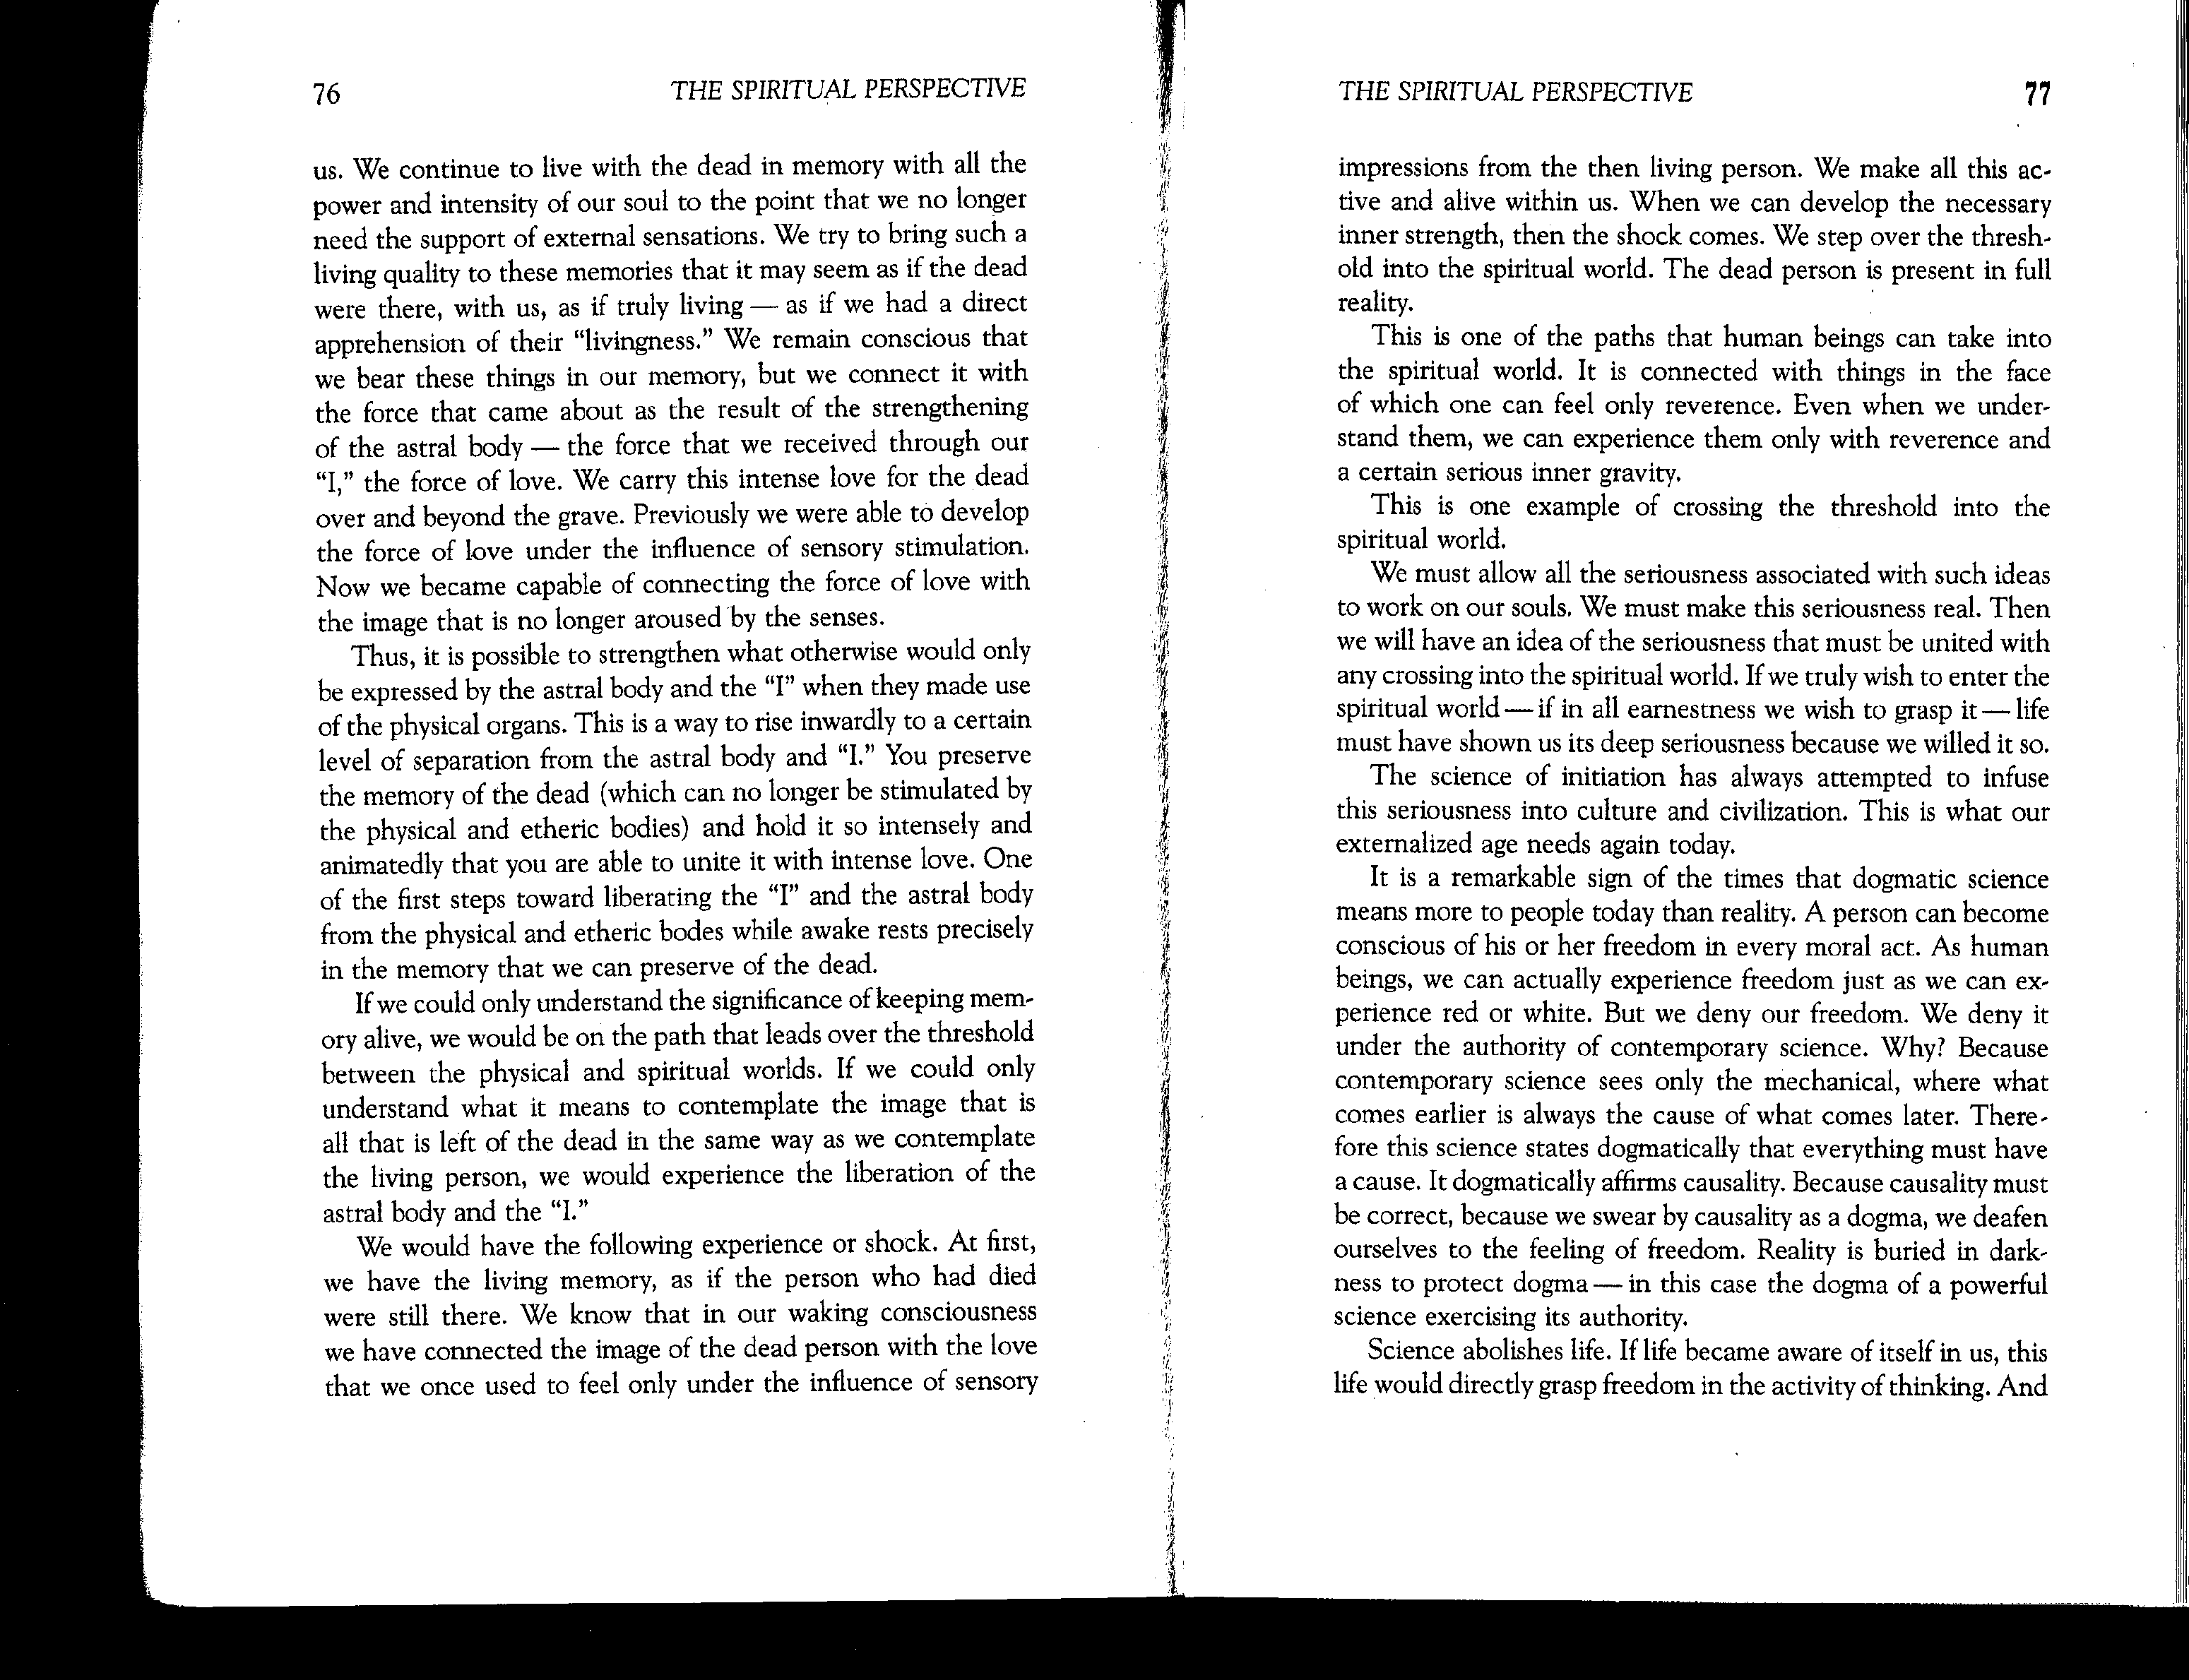 76 THE SPIRITUAL PERSPECTIVE
us. We continue to live with the dead in memory with all the
power and intensity of our soul to the point that we no longer
need the support of external sensations. We try to bring such a
living quality to these memories that it may seem as if the dead
were there, with us, as if truly living — as if we had a direct
apprehension of their “livingness.” We remain conscious that
we bear these things in our memory, but we connect it with
the force that came about as the result of the strengthening
of the astral body — the force that we received through our
“I,” the force of love. We carry this intense love for the dead
over and beyond the grave. Previously we were able to develop
the force of love under the influence of sensory stimulation.
Now we became capable of connecting the force of love with
the image that is no longer aroused by the senses.
Thus, it is possible to strengthen what otherwise would only
be expressed by the astral body and the “I” when they made use
of the physical organs. This is a way to rise inwardly to a certain
level of separation from the astral body and “I.” You preserve
the memory of the dead (which can no longer be stimulated by
the physical and etheric bodies) and hold it so intensely and
animatedly that you are able to unite it with intense love. One
of the first steps toward liberating the “I” and the astral body
from the physical and etheric bodes while awake rests precisely
in the memory that we can preserve of the dead.
If we could only understand the significance of keeping mem-
ory alive, we would be on the path that leads over the threshold
between the physical and spiritual worlds. If we could only
understand what it means to contemplate the image that is
all that is left of the dead in the same way as we contemplate
the living person, we would experience the liberation of the
astral body and the “I.”
We would have the following experience or shock. At first,
we have the living memory, as if the person who had died
were still there. We know that in our waking consciousness
we have connected the image of the dead person with the love
that we once used to feel only under the influence of sensory
THE SPIRITUAL PERSPECTIVE 77
impressions from the then living person. We make all this ac-
tive and alive within us. When we can develop the necessary
inner strength, then the shock comes. We step over the thresh-
old into the spiritual world. The dead person is present in full
reality.
This is one of the paths that human beings can take into
the spiritual world. It is connected with things in the face
of which one can feel only reverence. Even when we under-
stand them, we can experience them only with reverence and
a certain serious inner gravity.
This is one example of crossing the threshold into the
spiritual world.
We must allow all the seriousness associated with such ideas
to work on our souls. We must make this seriousness real. Then
we will have an idea of the seriousness that must be united with
any crossing into the spiritual world. If we truly wish to enter the
spiritual world — if in all earnestness we wish to grasp it — life
must have shown us its deep seriousness because we willed it so.
The science of initiation has always attempted to infuse
this seriousness into culture and civilization. This is what our
externalized age needs again today.
It is a remarkable sign of the times that dogmatic science
means more to people today than reality. A person can become
conscious of his or her freedom in every moral act. As human
beings, we can actually experience freedom just as we can ex-
perience red or white. But we deny our freedom. We deny it
under the authority of contemporary science. Why? Because
contemporary science sees only the mechanical, where what
comes earlier is always the cause of what comes later. There-
fore this science states dogmatically that everything must have
a cause. It dogmatically affirms causality. Because causality must
be correct, because we swear by causality as a dogma, we deafen
ourselves to the feeling of freedom. Reality is buried in dark-
ness to protect dogma — in this case the dogma of a powerful
science exercising its authority.
Science abolishes life. If life became aware of itself in us, this
life would directly grasp freedom in the activity of thinking. And